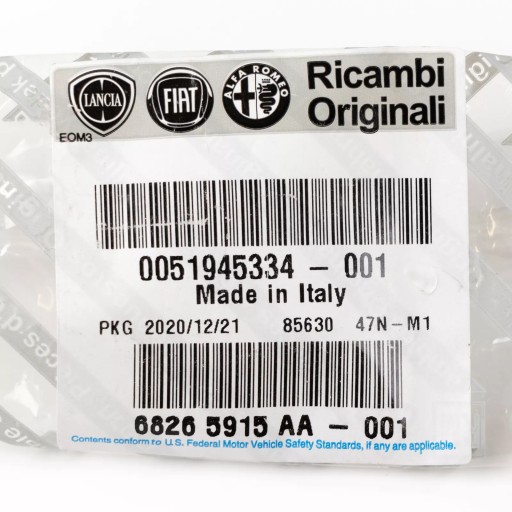 LANCIA
FIAT
ALFA ROMEO
Ricambi
Originali
EOM3
0051945334 - 001
Made in Italy
PKG 2020/12/21 85630 47N-M1
6826 5915 AA - 001
Contents conform to U.S. Federal Motor Vehicle Safety Standards, if any are applicable.